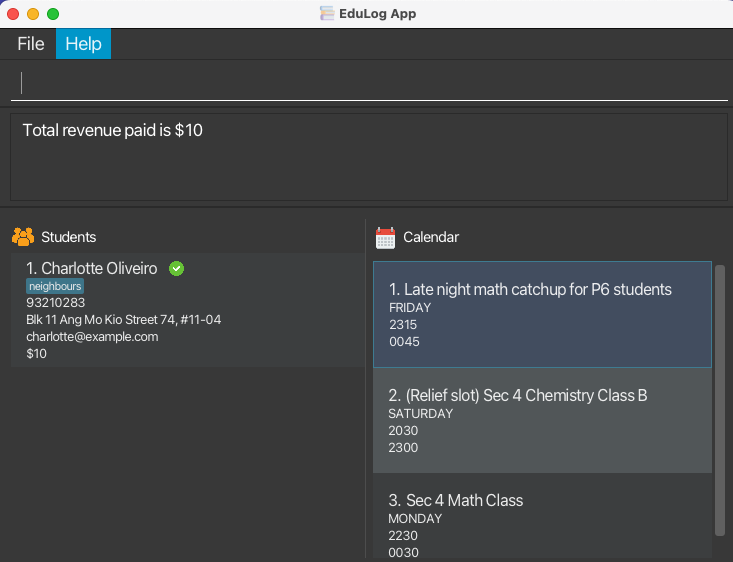 EduLog App
File Help
Total revenue paid is $10
Students
1. Charlotte Oliveiro
neighbours
93210283
Blk 11 Ang Mo Kio Street 74, #11-04
charlotte@example.com
$10
Calendar
1. Late night math catchup for P6 students
FRIDAY
2315
0045
2. (Relief slot) Sec 4 Chemistry Class B
SATURDAY
2030
2300
3. Sec 4 Math Class
MONDAY
2230
0030